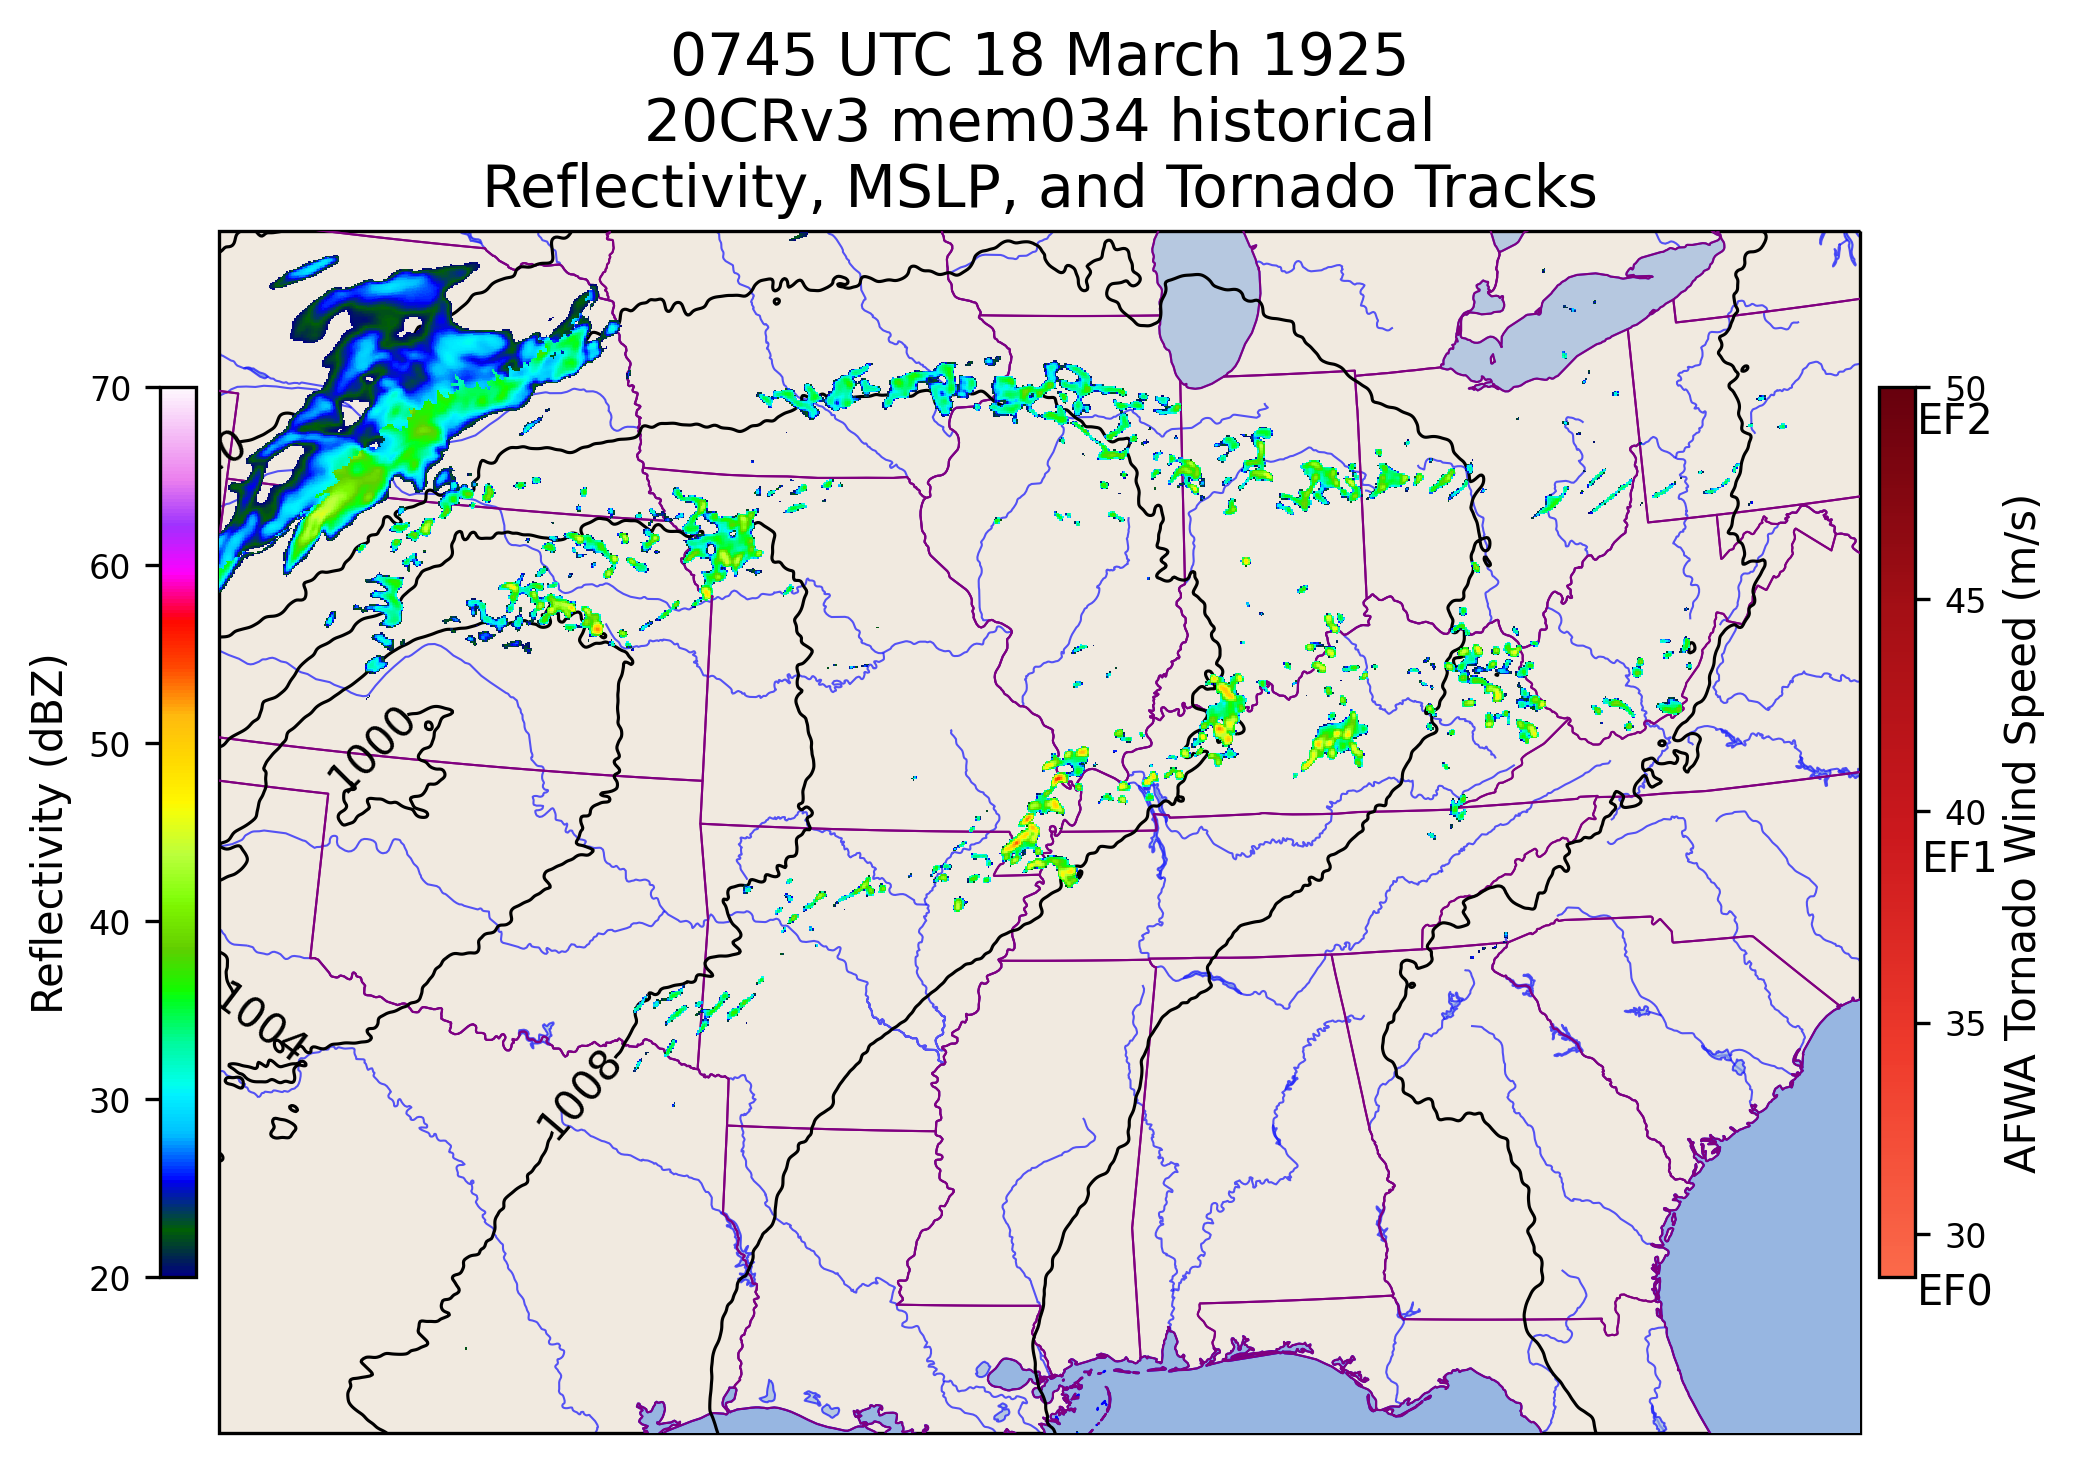 0745 UTC 18 March 1925
20CRv3 mem034 historical
Reflectivity, MSLP, and Tornado Tracks
Reflectivity (dBZ)
70
60
50
40
30
20
1000
1004
1008
50
EF2
45
40
EF1
35
30
EF0
AFWA Tornado Wind Speed (m/s)